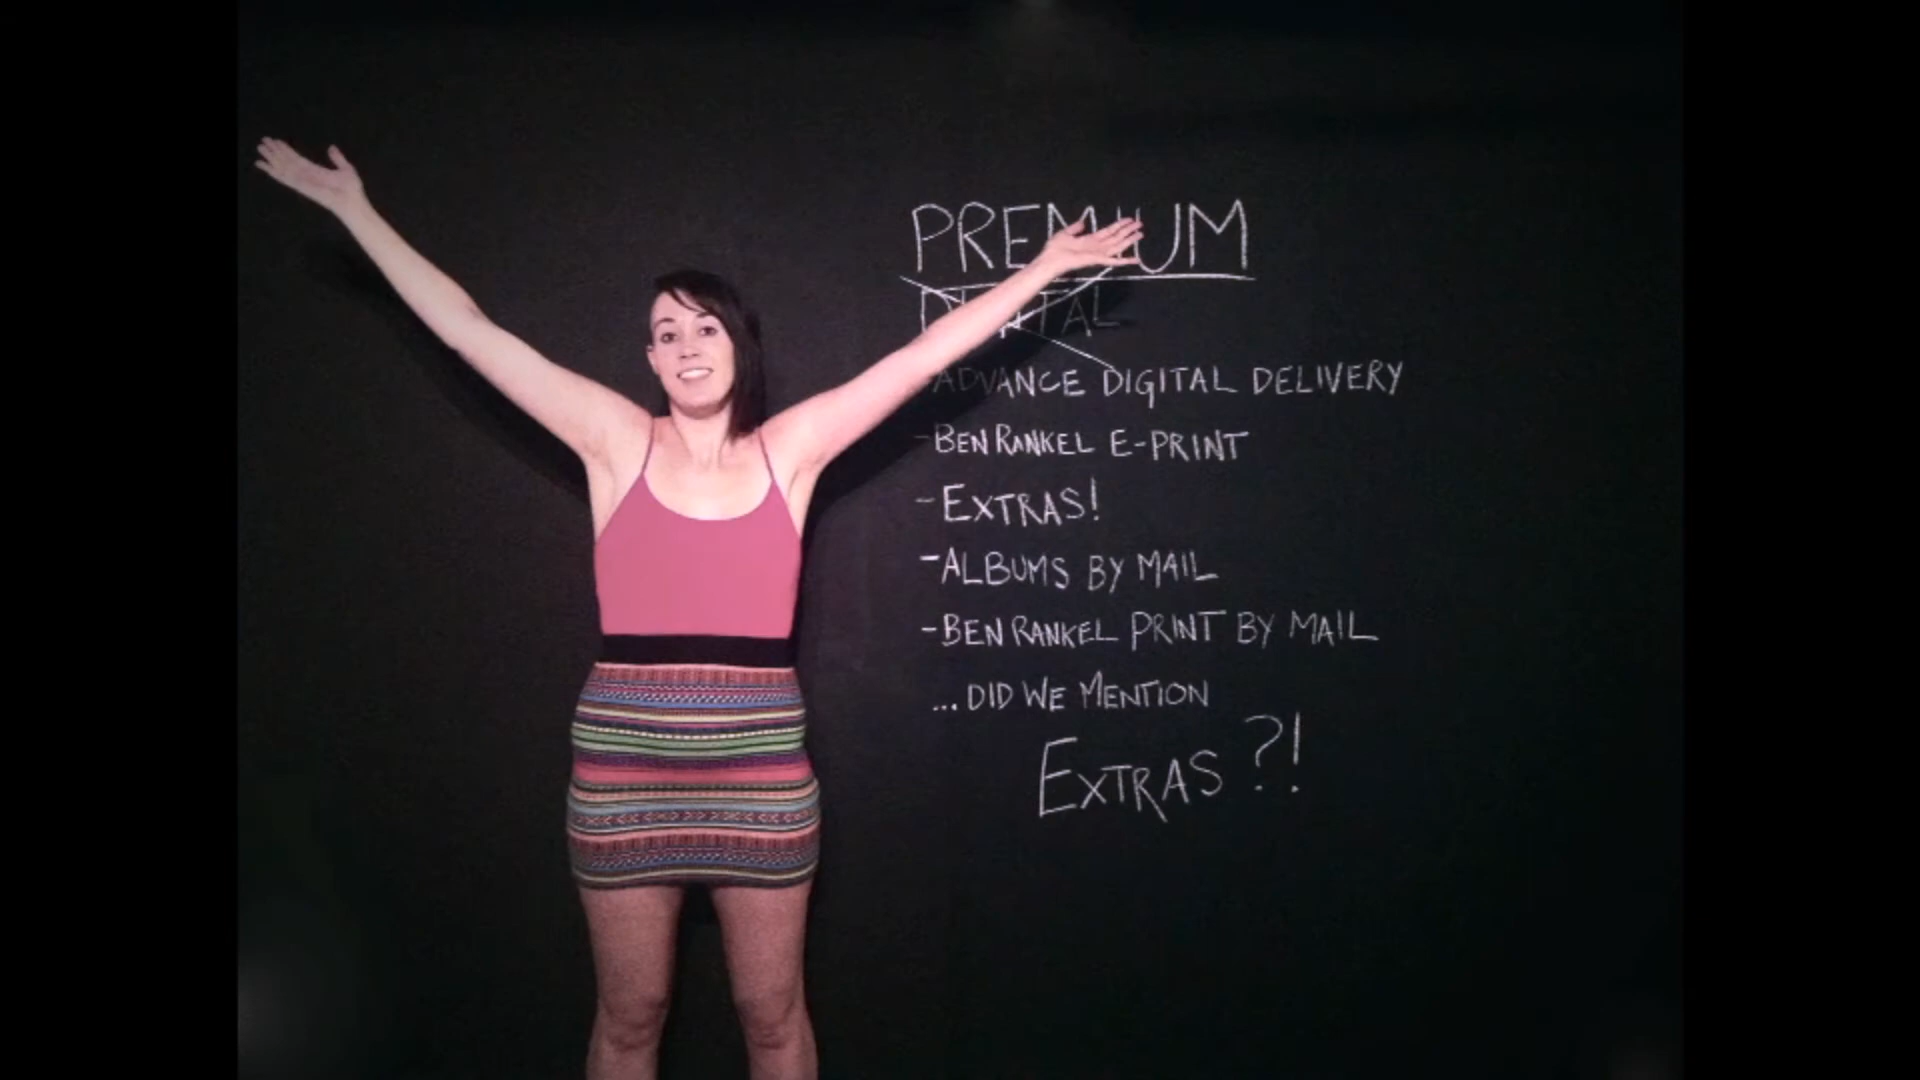 PREMIUM
DIGITAL
-ADVANCE DIGITAL DELIVERY
-BEN RANKEL E-PRINT
-EXTRAS!
-ALBUMS BY MAIL
-BEN RANKEL PRINT BY MAIL
...DID WE MENTION
EXTRAS?!